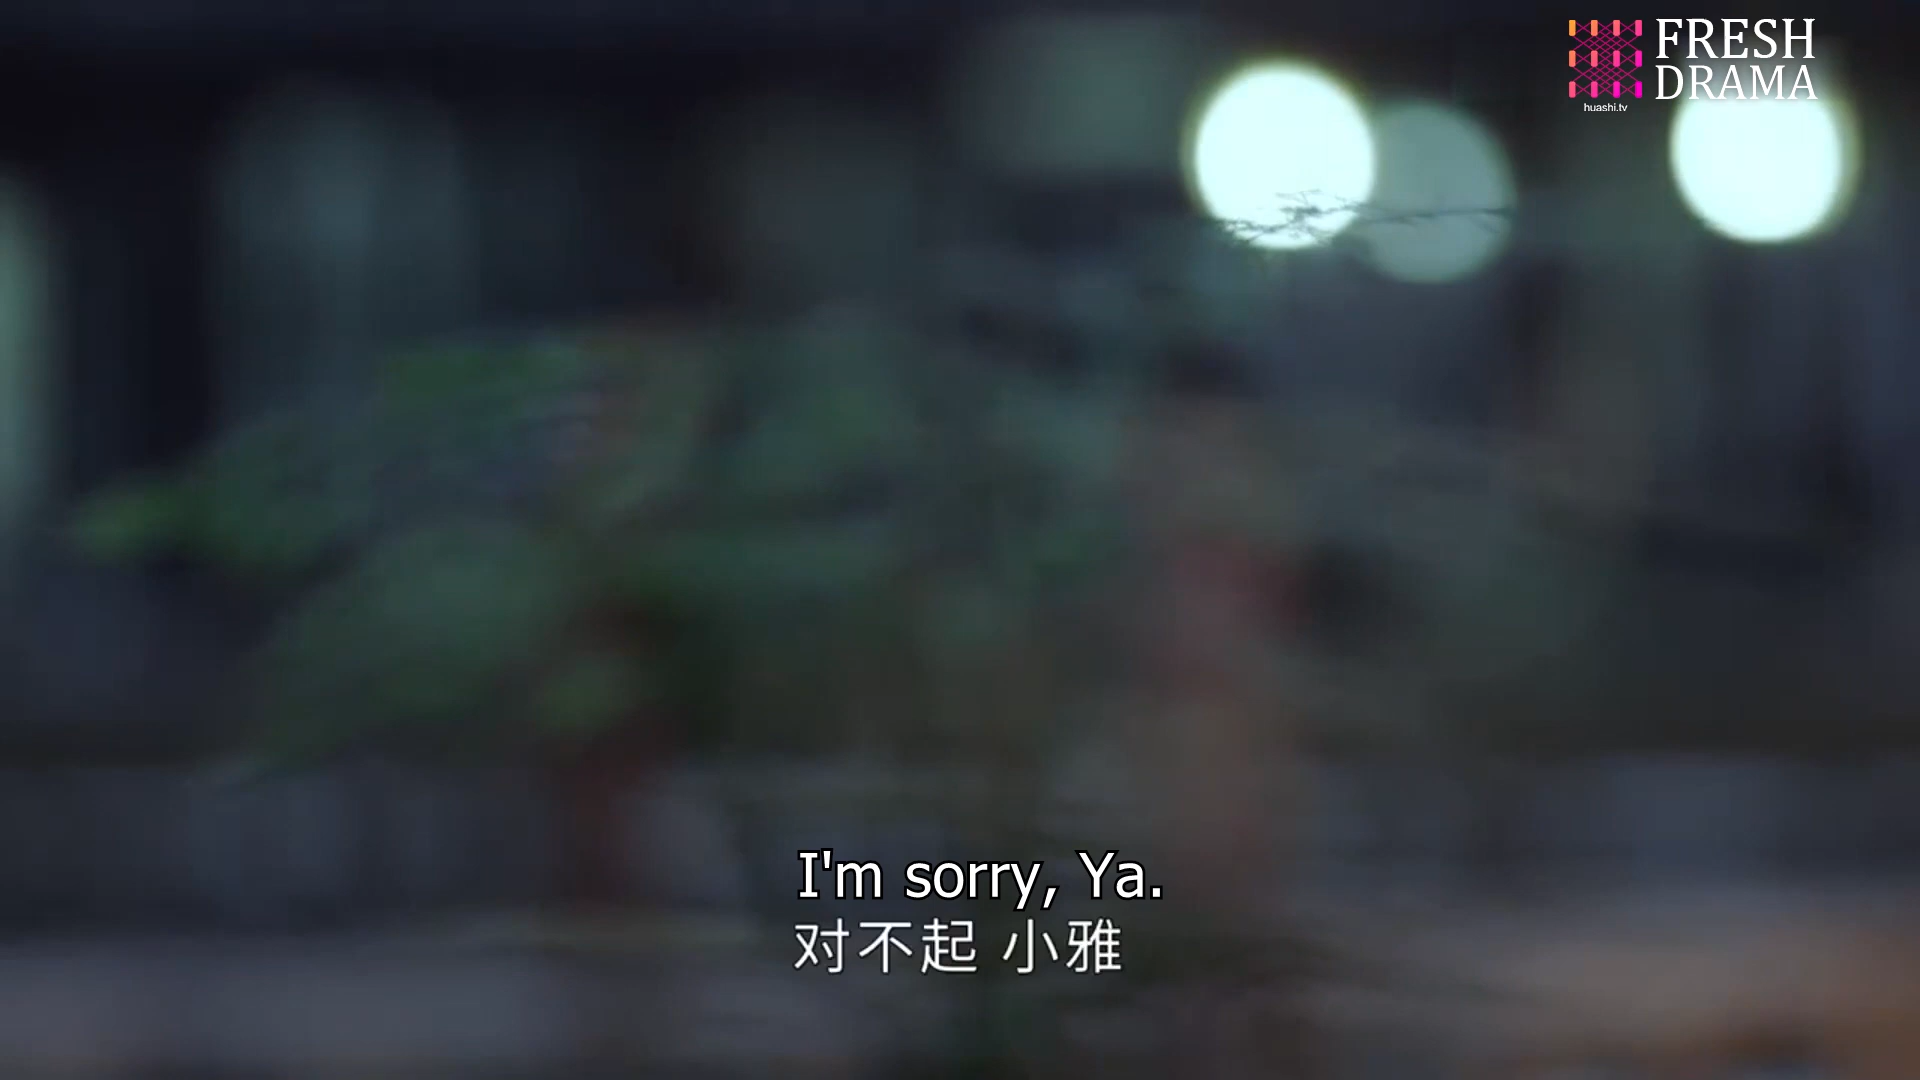 FRESH
DRAMA
huashi.tv
I'm sorry, Ya.
对不起 小雅